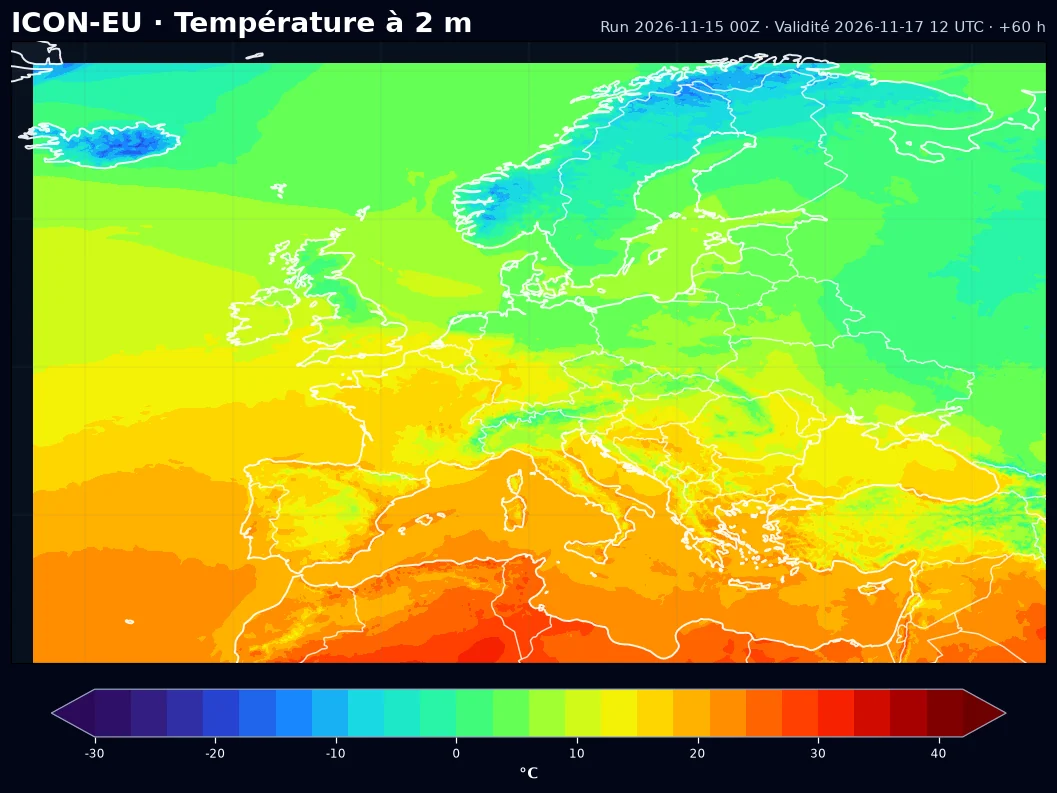 ICON-EU · Température à 2 m
Run 2026-11-15 00Z · Validité 2026-11-17 12 UTC · +60 h
-30 -20 -10 0 10 20 30 40
°C